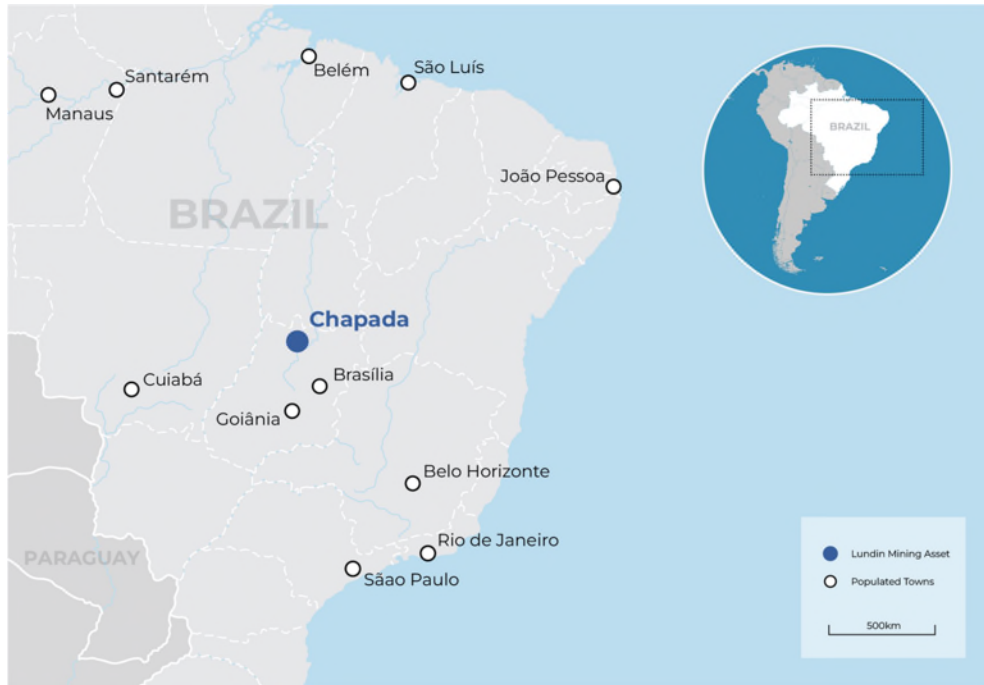 Belém
São Luís
Santarém
Manaus
BRAZIL
João Pessoa
BRAZIL
Chapada
Cuiabá
Brasília
Goiânia
Belo Horizonte
Rio de Janeiro
Sãao Paulo
PARAGUAY
Lundin Mining Asset
Populated Towns
500km